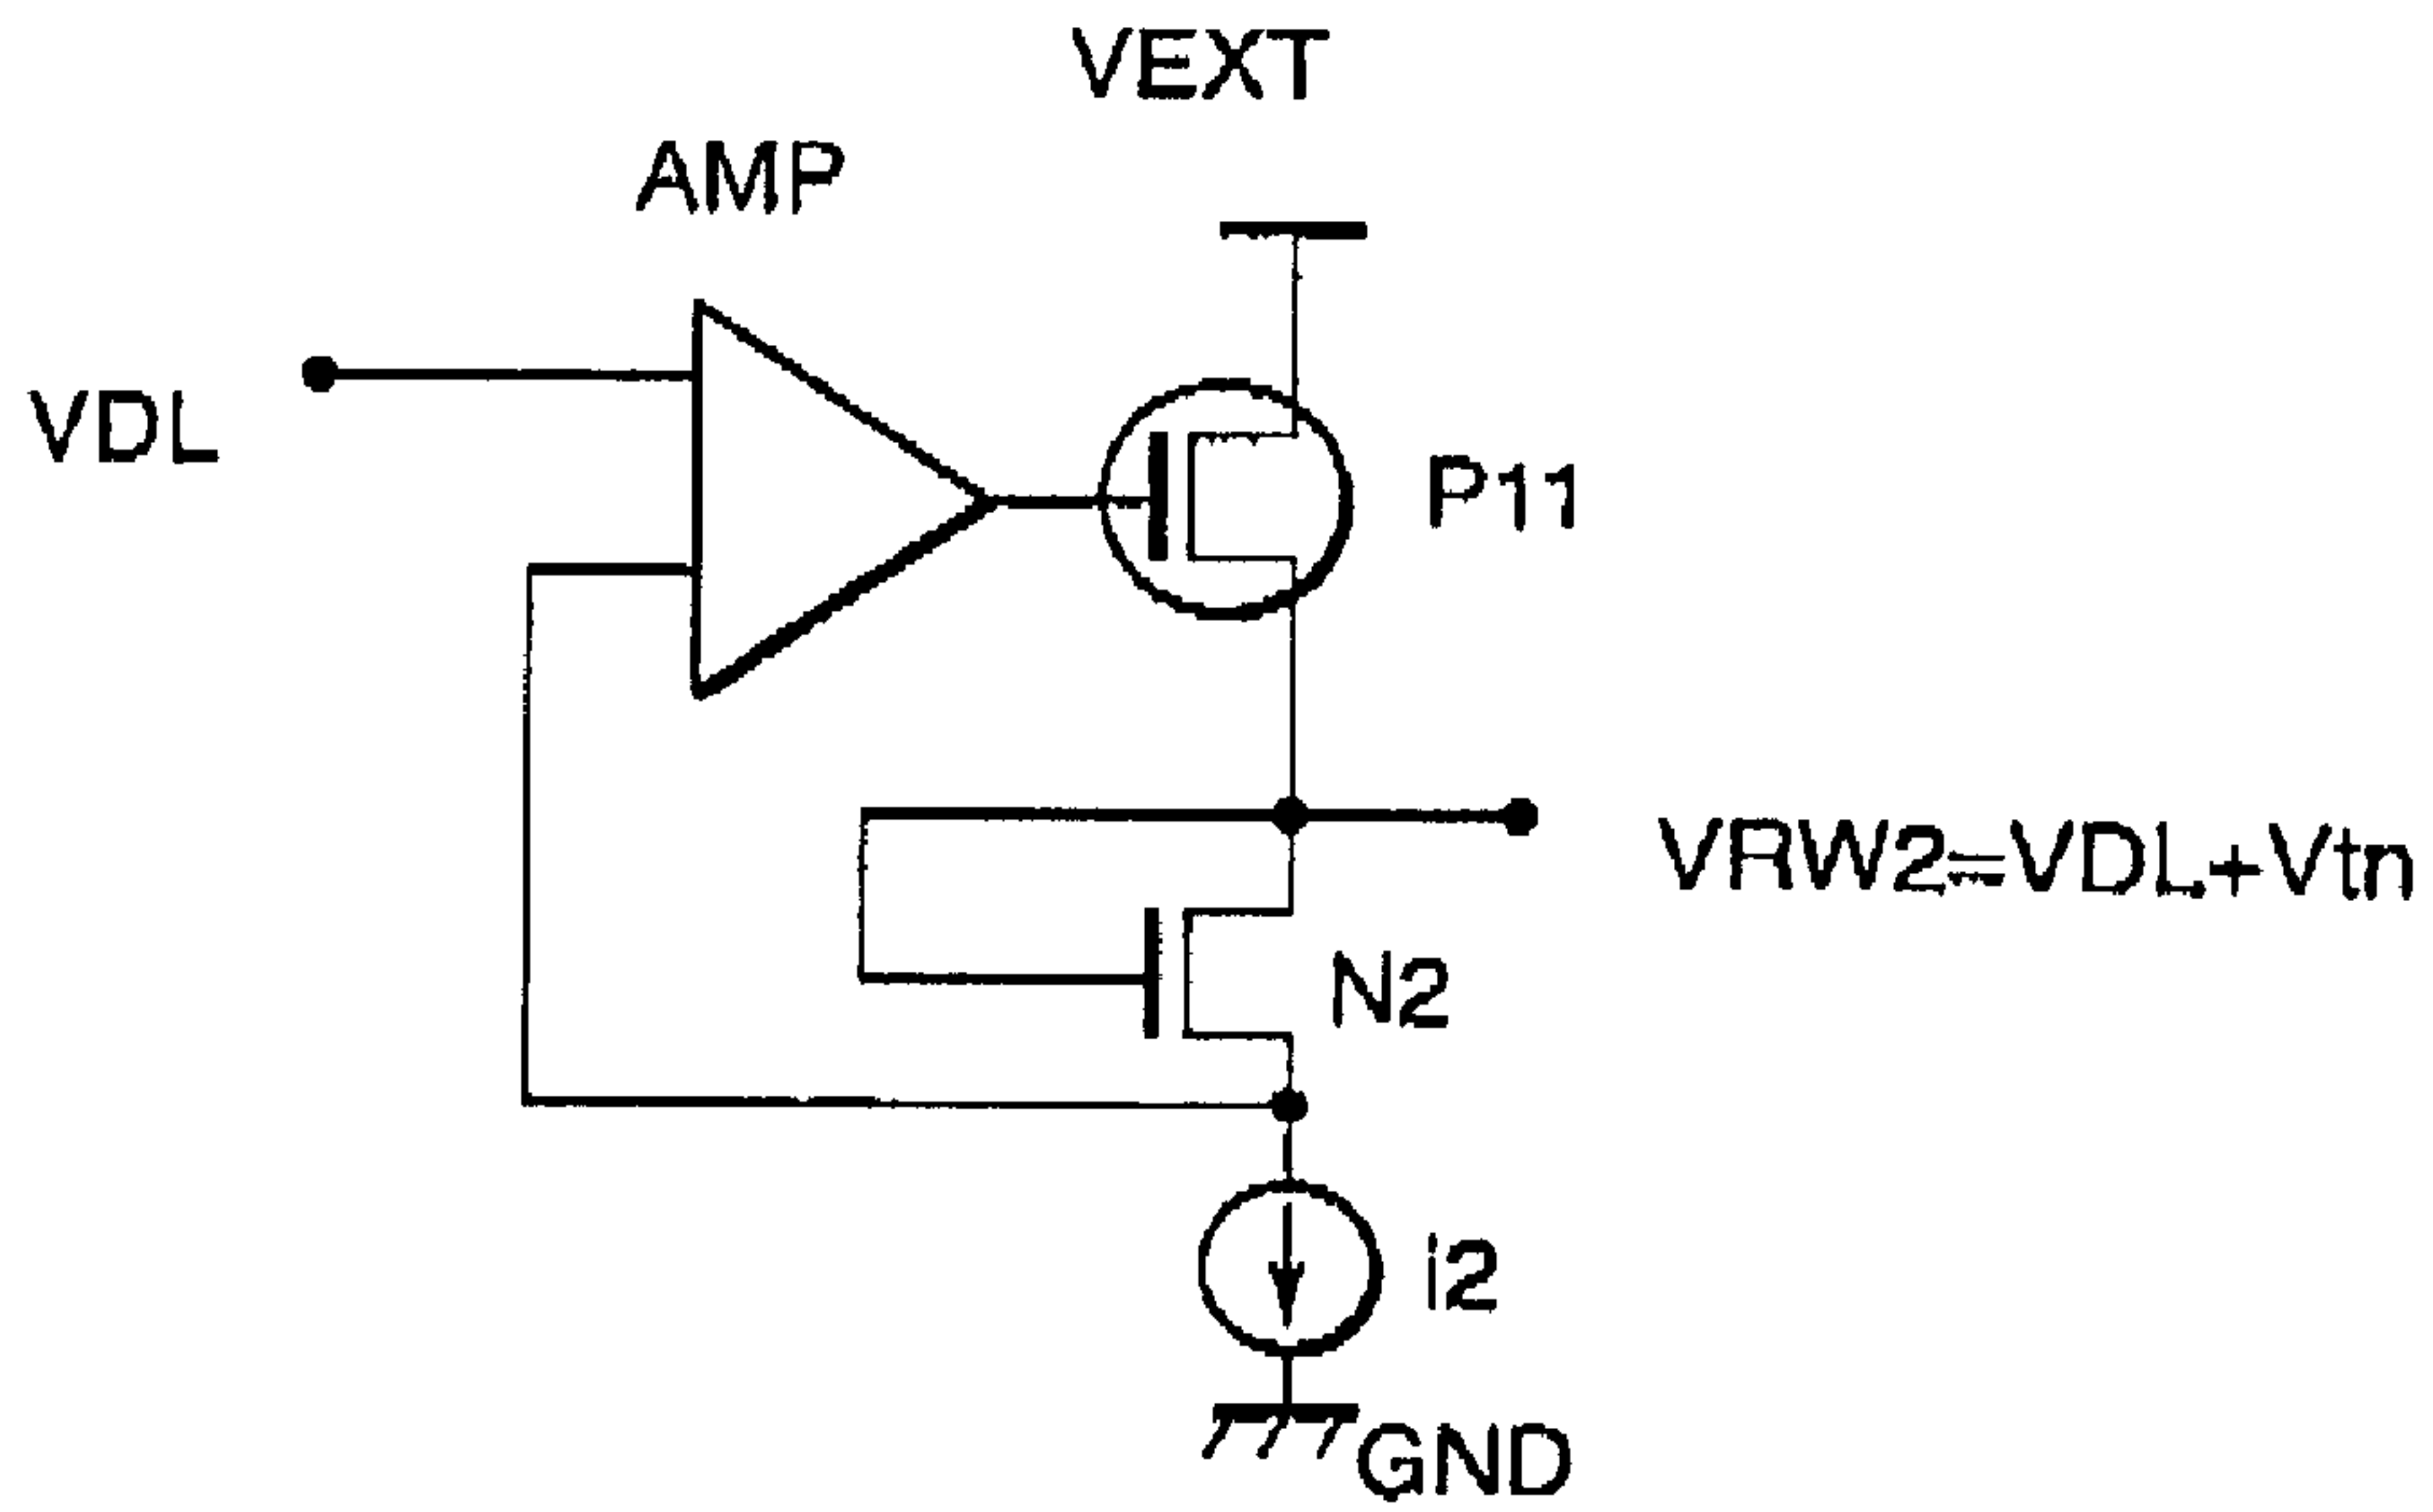 VEXT
AMP
VDL
P11
VRW2=VDL+Vtn
N2
i2
GND